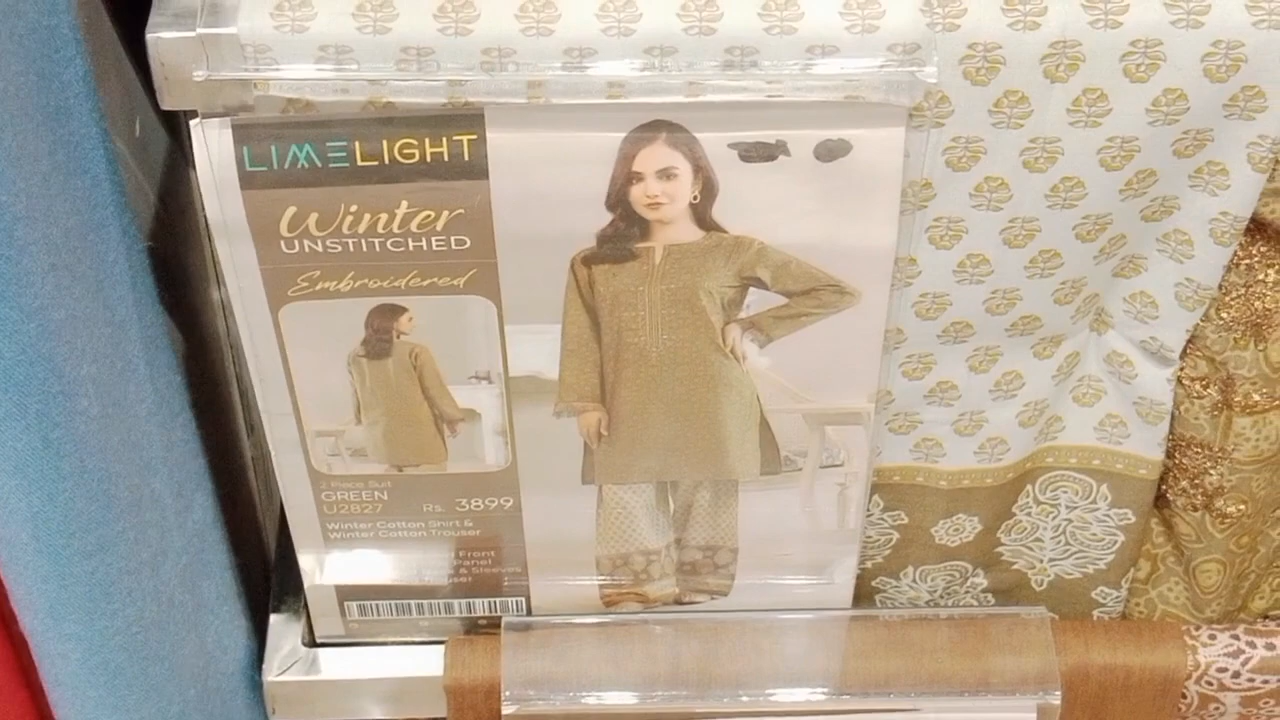 LIMELIGHT
Winter
UNSTITCHED
Embroidered
2 Piece Suit
GREEN
U2827 Rs. 3899
Winter Cotton Shirt &
Winter Cotton Trouser
Front
Panel
& Sleeves